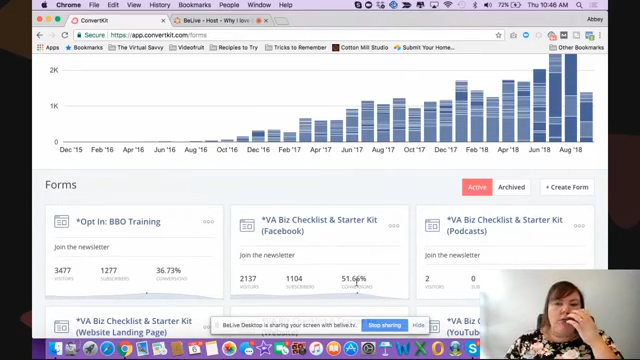 Chrome File Edit View History Bookmarks People Window Help 72% Thu 10:46 AM
ConvertKit BeLive - Host - Why I love Abbey
Secure https://app.convertkit.com/forms
Bookmarks The Virtual Savvy Videofruit Recipies to Try Tricks to Remember Cotton Mill Studio Submit Your Home... Other Bookmarks
2K
1K
0
Dec '15 Feb '16 Apr '16 Jun '16 Aug '16 Oct '16 Dec '16 Feb '17 Apr '17 Jun '17 Aug '17 Oct '17 Dec '17 Feb '18 Apr '18 Jun '18 Aug '18
Forms Active Archived + Create Form
*Opt In: BBO Training
Join the newsletter
3477 1277 36.73%
VISITORS SUBSCRIBERS CONVERSIONS
*VA Biz Checklist & Starter Kit
(Facebook)
Join the newsletter
2137 1104 51.66%
VISITORS SUBSCRIBERS CONVERSIONS
*VA Biz Checklist & Starter Kit
(Podcasts)
Join the newsletter
2 0
VISITORS SUBSCRIBERS
*VA Biz Checklist & Starter Kit
(Website Landing Page)
(YouTu
BeLive Desktop is sharing your screen with belive.tv. Stop sharing Hide